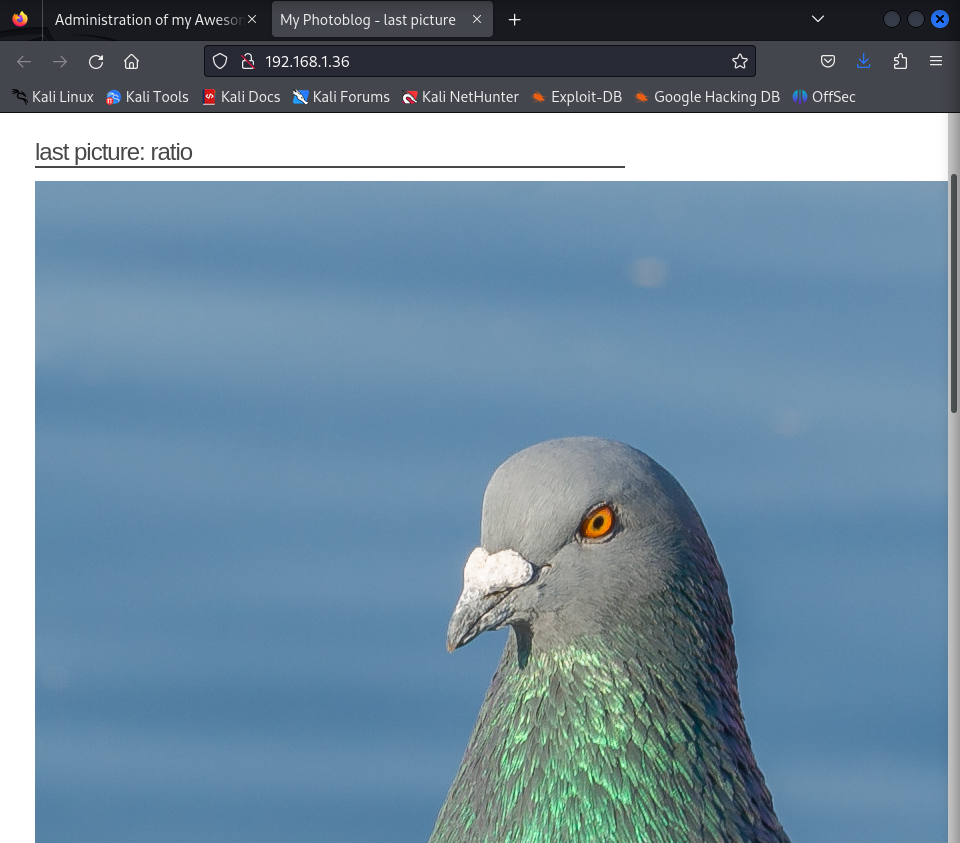 Administration of my Awesor
My Photoblog - last picture
192.168.1.36
Kali Linux Kali Tools Kali Docs Kali Forums Kali NetHunter Exploit-DB Google Hacking DB OffSec
last picture: ratio